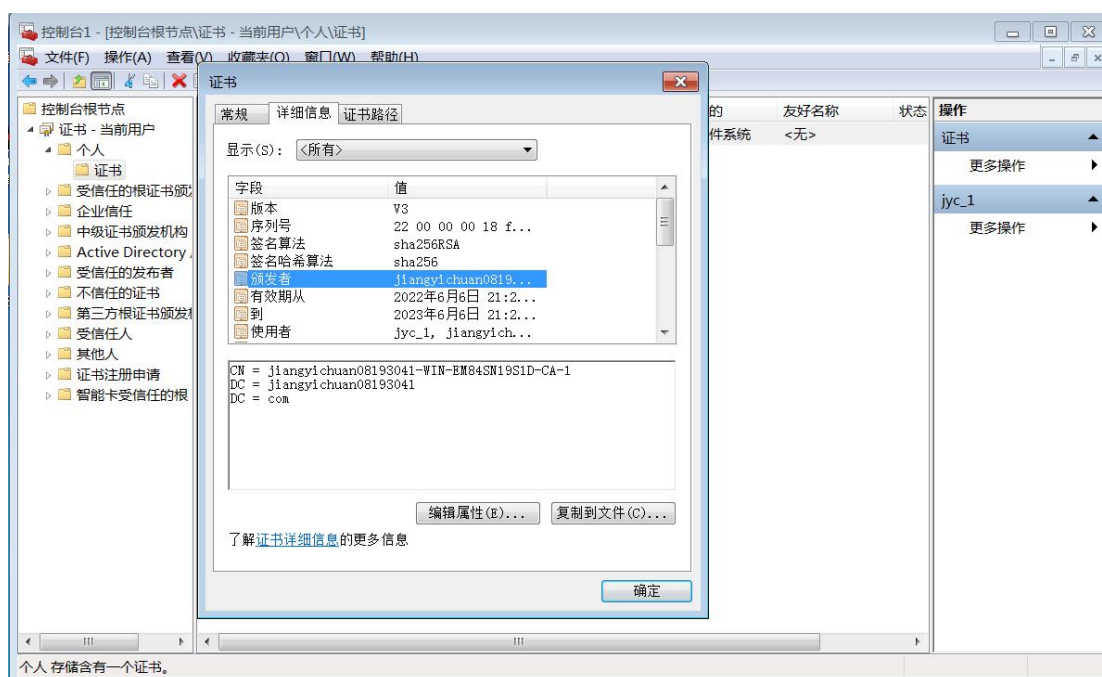 控制台1 - [控制台根节点\证书 - 当前用户\个人\证书]
文件(F) 操作(A) 查看(V) 收藏夹(O) 窗口(W) 帮助(H)
控制台根节点
证书 - 当前用户
个人
证书
受信任的根证书颁
企业信任
中级证书颁发机构
Active Directory
受信任的发布者
不信任的证书
第三方根证书颁发
受信任人
其他人
证书注册申请
智能卡受信任的根
证书
常规 详细信息 证书路径
显示(S): <所有>
字段 值
版本 V3
序列号 22 00 00 00 18 f...
签名算法 sha256RSA
签名哈希算法 sha256
颁发者 jiangyichuan0819...
有效期从 2022年6月6日 21:2...
到 2023年6月6日 21:2...
使用者 jyc_1, jiangyich...
CN = jiangyichuan08193041-WIN-EM84SN19S1D-CA-1
DC = jiangyichuan08193041
DC = com
编辑属性(E)... 复制到文件(C)...
了解证书详细信息的更多信息
确定
的 友好名称 状态
件系统 <无>
操作
证书
更多操作
jyc_1
更多操作
个人 存储含有一个证书。